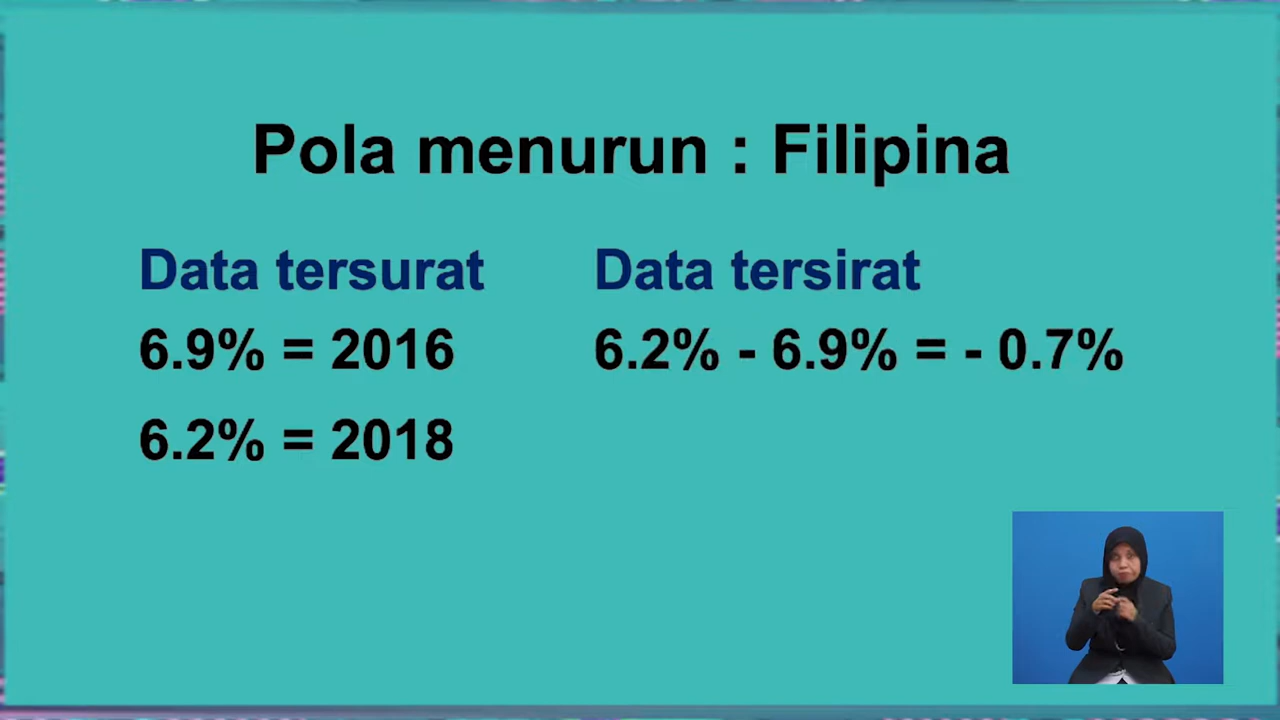 Pola menurun : Filipina
Data tersurat
6.9% = 2016
6.2% = 2018
Data tersirat
6.2% - 6.9% = - 0.7%